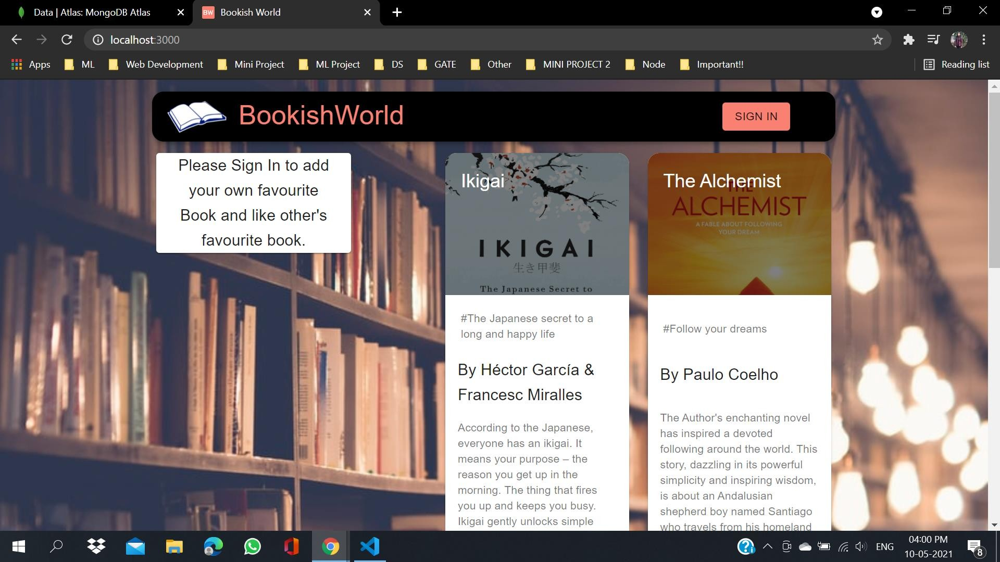 Data | Atlas: MongoDB Atlas
BW Bookish World
localhost:3000
Apps ML Web Development Mini Project ML Project DS GATE Other MINI PROJECT 2 Node Important!! Reading list
BookishWorld
SIGN IN
Please Sign In to add
your own favourite
Book and like other's
favourite book.
Ikigai
IKIGAI
生き甲斐
The Japanese Secret to
#The Japanese secret to a
long and happy life
By Héctor García &
Francesc Miralles
According to the Japanese,
everyone has an ikigai. It
means your purpose – the
reason you get up in the
morning. The thing that fires
you up and keeps you busy.
Ikigai gently unlocks simple
The Alchemist
THE
ALCHEMIST
A FABLE ABOUT FOLLOWING
YOUR DREAM
#Follow your dreams
By Paulo Coelho
The Author's enchanting novel
has inspired a devoted
following around the world. This
story, dazzling in its powerful
simplicity and inspiring wisdom,
is about an Andalusian
shepherd boy named Santiago
who travels from his homeland
ENG
04:00 PM
10-05-2021
8